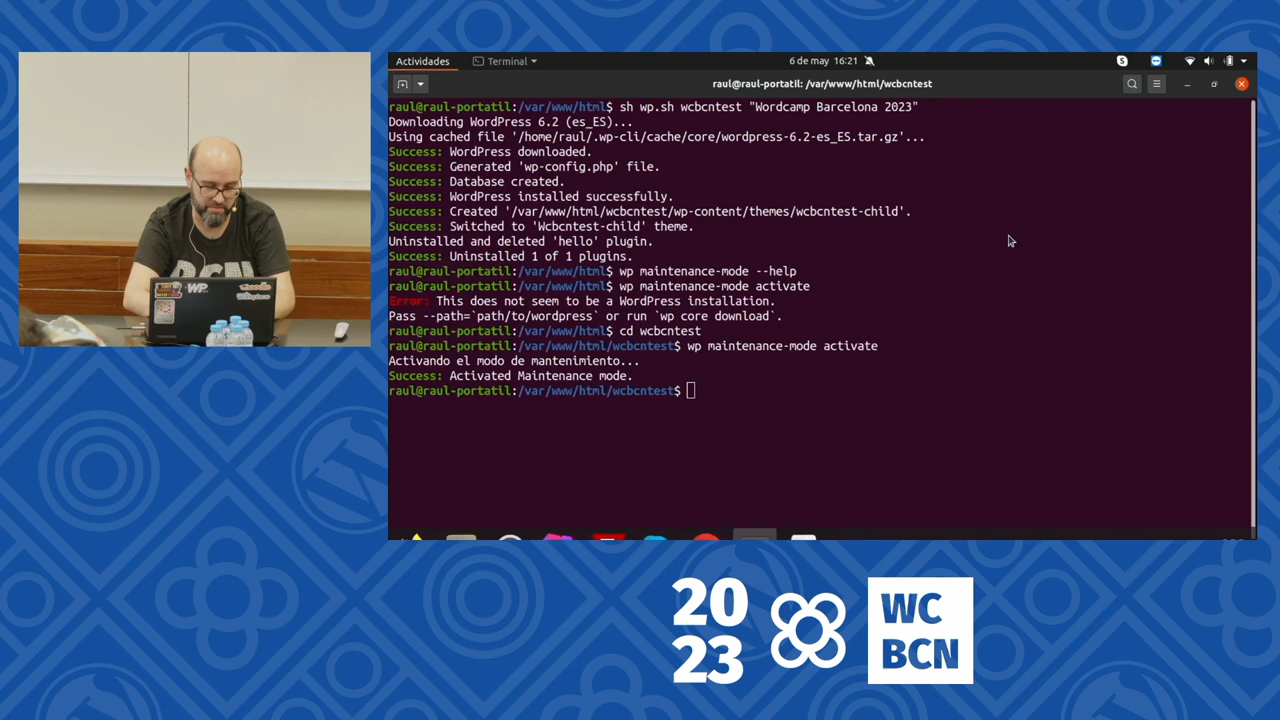 Actividades
Terminal
6 de may 16:21
raul@raul-portatil: /var/www/html/wcbcntest
raul@raul-portatil:/var/www/html$ sh wp.sh wcbcntest "Wordcamp Barcelona 2023"
Downloading WordPress 6.2 (es_ES)...
Using cached file '/home/raul/.wp-cli/cache/core/wordpress-6.2-es_ES.tar.gz'...
Success: WordPress downloaded.
Success: Generated 'wp-config.php' file.
Success: Database created.
Success: WordPress installed successfully.
Success: Created '/var/www/html/wcbcntest/wp-content/themes/wcbcntest-child'.
Success: Switched to 'Wcbcntest-child' theme.
Uninstalled and deleted 'hello' plugin.
Success: Uninstalled 1 of 1 plugins.
raul@raul-portatil:/var/www/html$ wp maintenance-mode --help
raul@raul-portatil:/var/www/html$ wp maintenance-mode activate
Error: This does not seem to be a WordPress installation.
Pass --path=`path/to/wordpress` or run `wp core download`.
raul@raul-portatil:/var/www/html$ cd wcbcntest
raul@raul-portatil:/var/www/html/wcbcntest$ wp maintenance-mode activate
Activando el modo de mantenimiento...
Success: Activated Maintenance mode.
raul@raul-portatil:/var/www/html/wcbcntest$
BCN
WP
20
23
WC
BCN